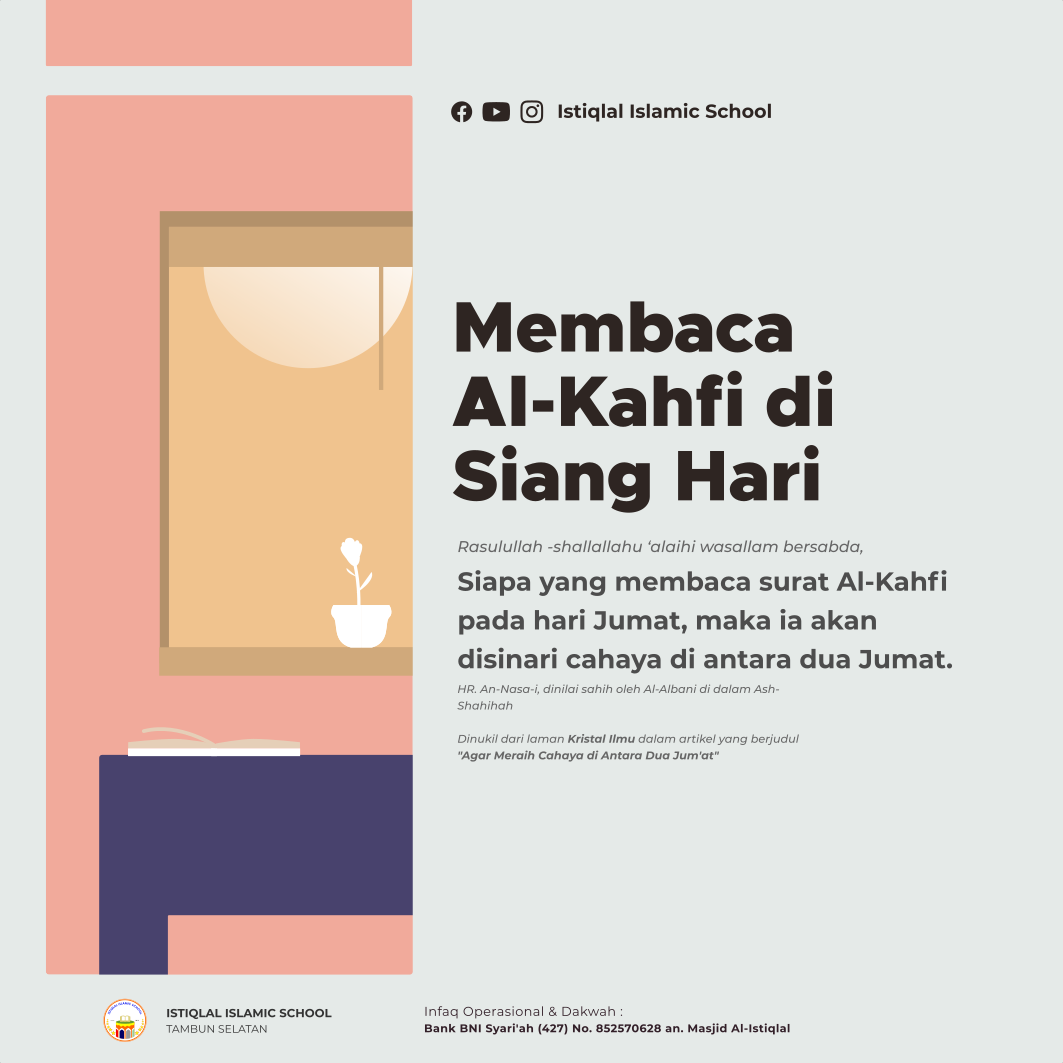 Istiqlal Islamic School
Membaca
Al-Kahfi di
Siang Hari
Rasulullah -shallallahu ‘alaihi wasallam bersabda,
Siapa yang membaca surat Al-Kahfi
pada hari Jumat, maka ia akan
disinari cahaya di antara dua Jumat.
HR. An-Nasa-i, dinilai sahih oleh Al-Albani di dalam Ash-
Shahihah
Dinukil dari laman Kristal Ilmu dalam artikel yang berjudul
"Agar Meraih Cahaya di Antara Dua Jum'at"
ISTIQLAL ISLAMIC SCHOOL
TAMBUN SELATAN
Infaq Operasional & Dakwah :
Bank BNI Syari'ah (427) No. 852570628 an. Masjid Al-Istiqlal